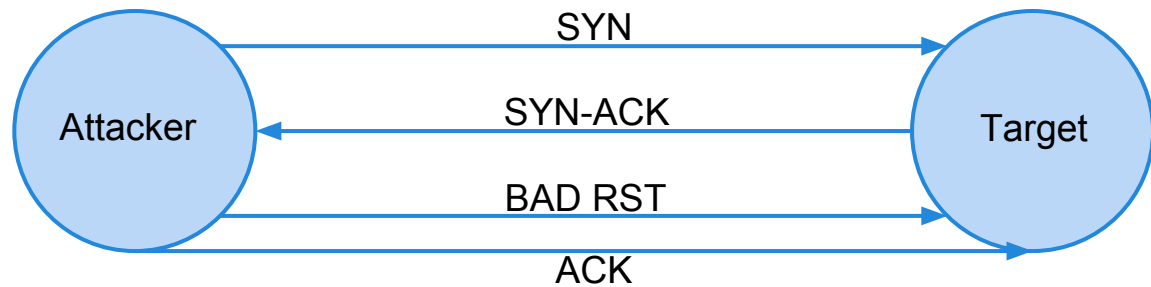 SYN
Attacker
SYN-ACK
Target
BAD RST
ACK